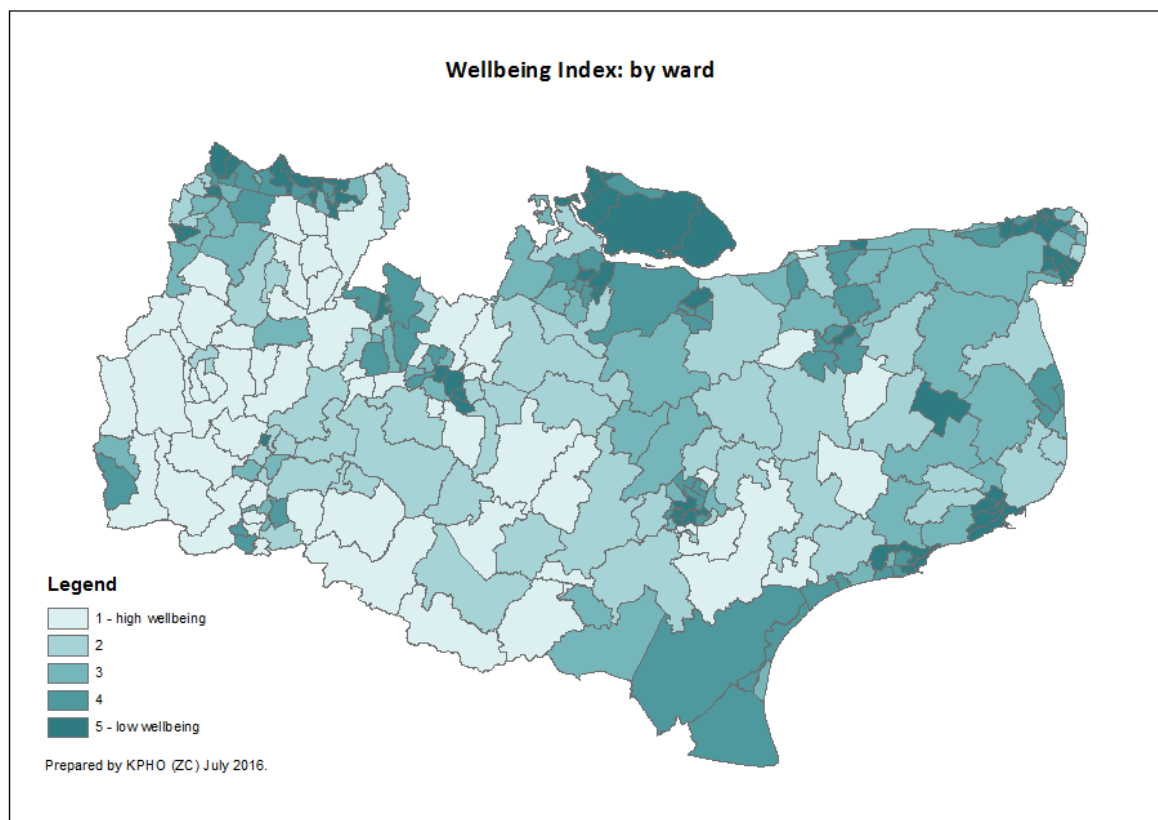 Wellbeing Index: by ward
Legend
1 - high wellbeing
2
3
4
5 - low wellbeing
Prepared by KPHO (ZC) July 2016.